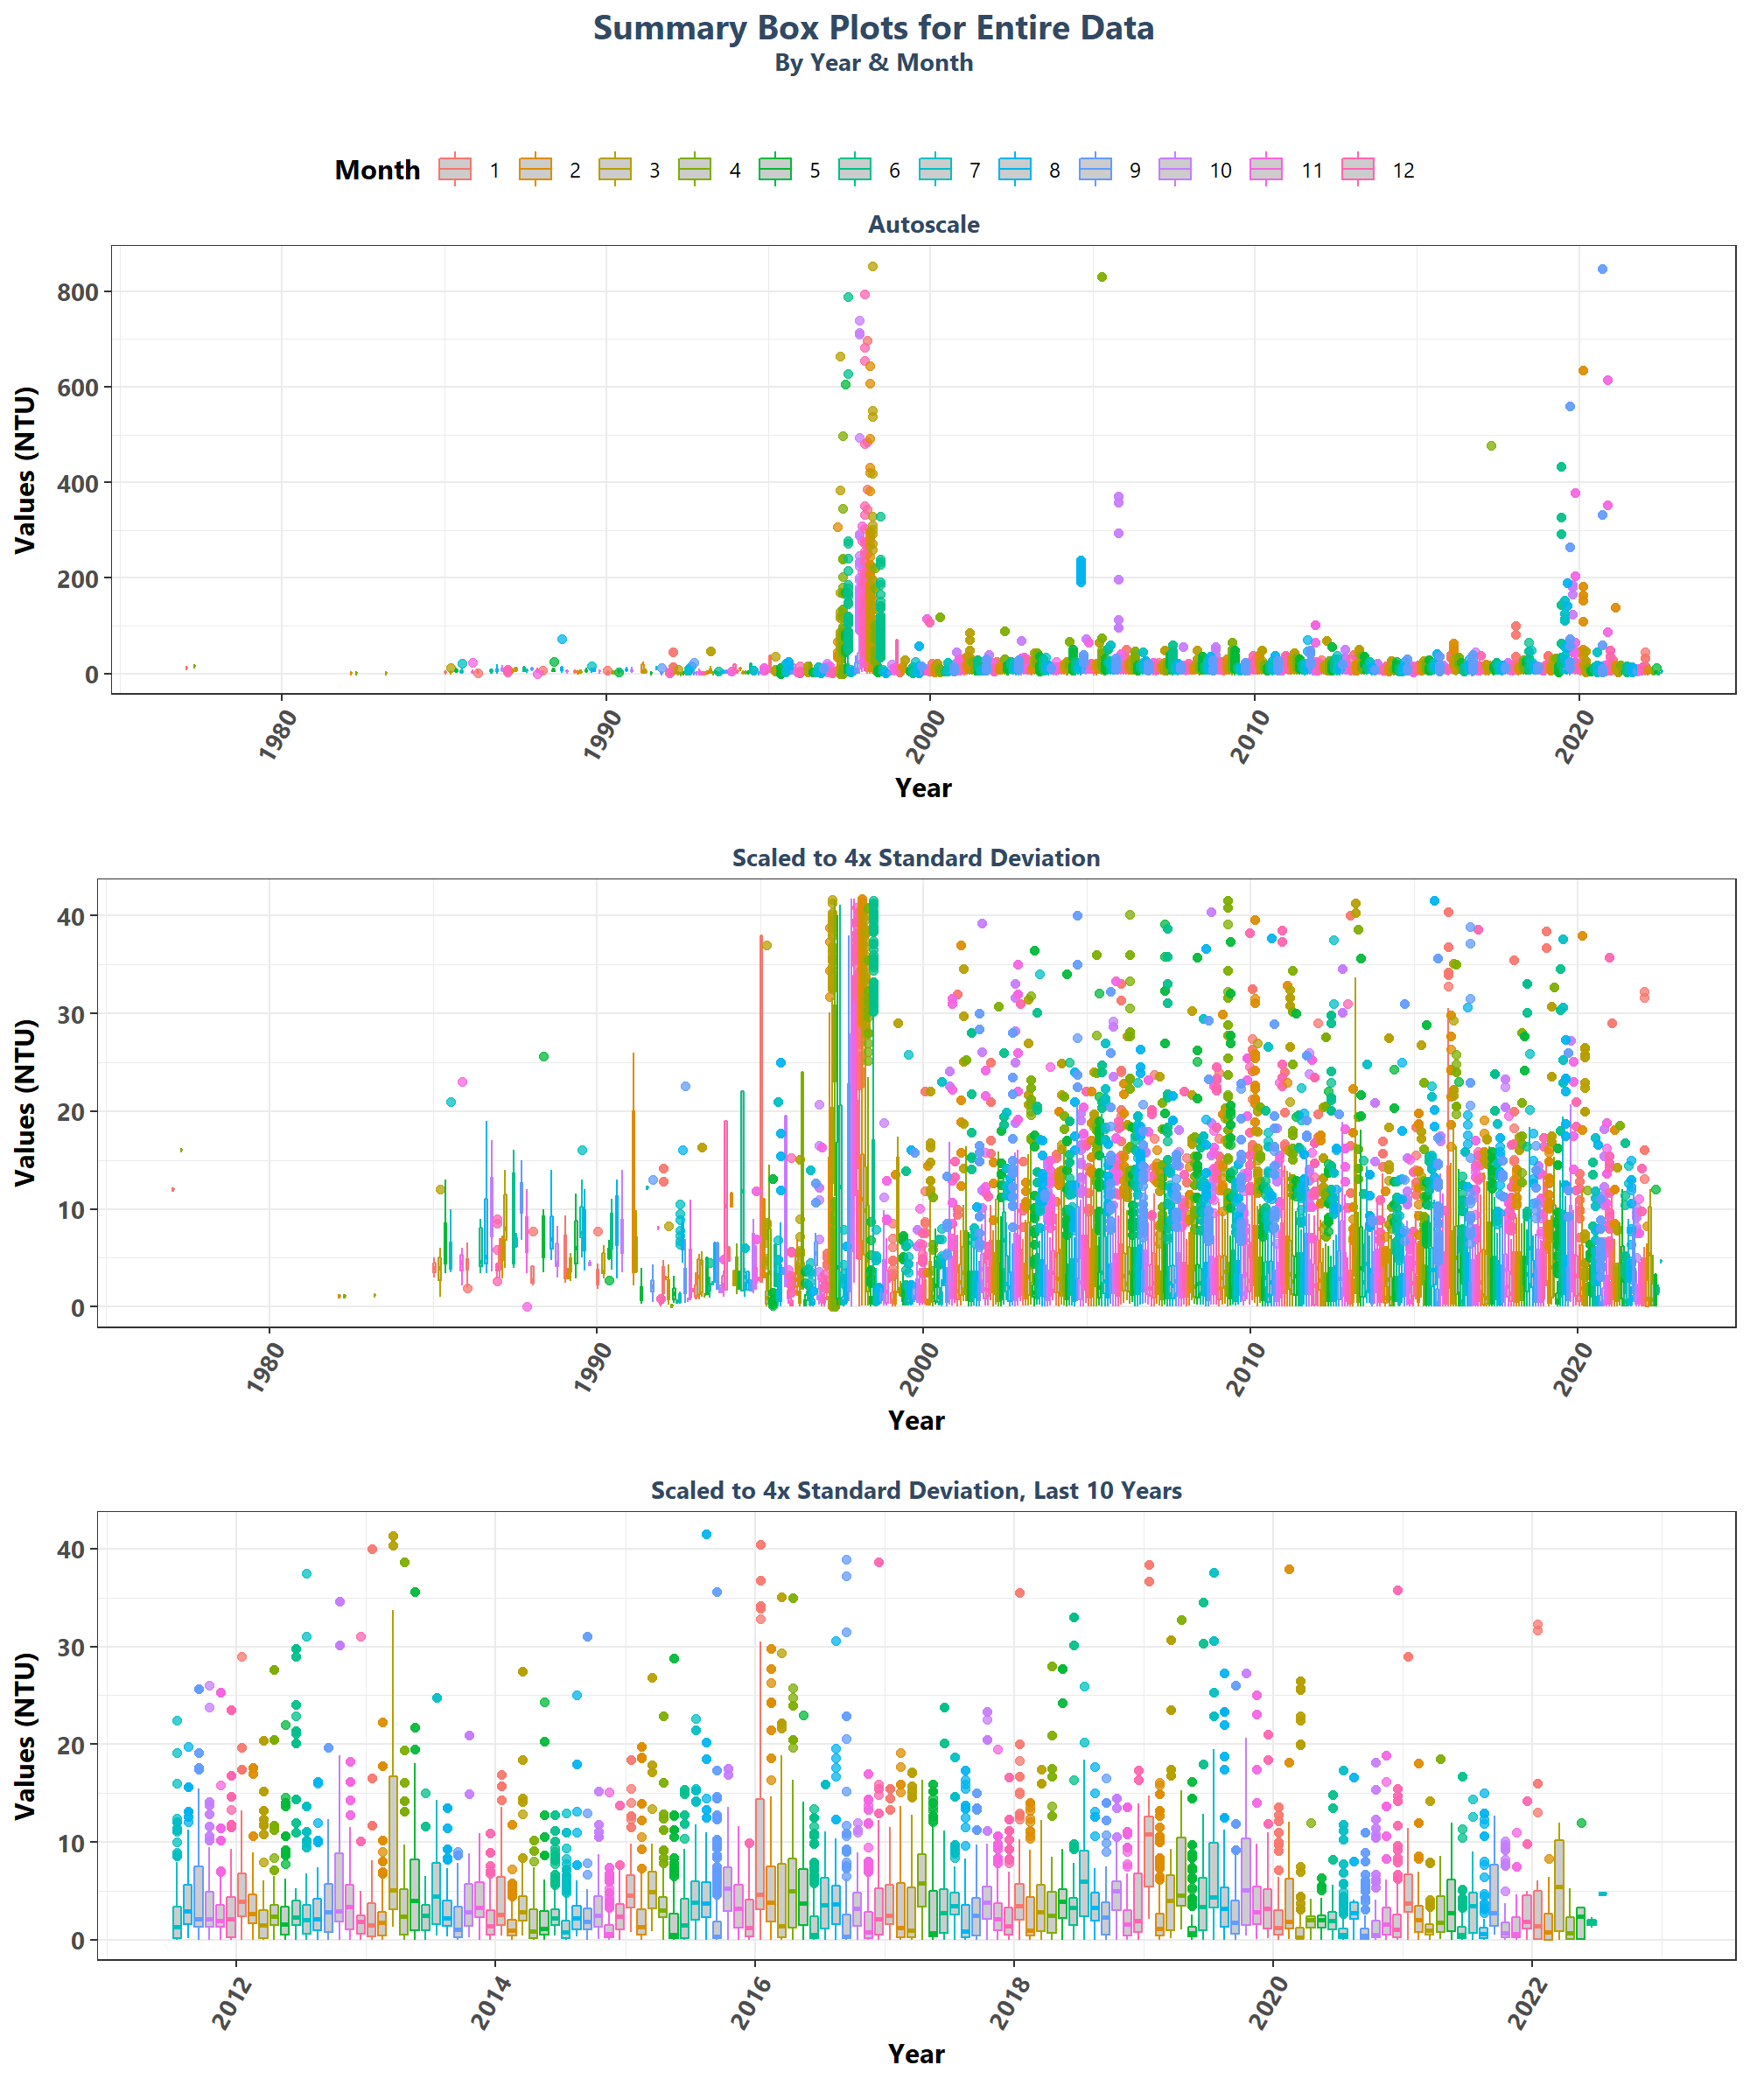 Summary Box Plots for Entire Data
By Year & Month
Month 1 2 3 4 5 6 7 8 9 10 11 12
Autoscale
Values (NTU)
800
600
400
200
0
1980 1990 2000 2010 2020
Year
Scaled to 4x Standard Deviation
Values (NTU)
40
30
20
10
0
1980 1990 2000 2010 2020
Year
Scaled to 4x Standard Deviation, Last 10 Years
Values (NTU)
40
30
20
10
0
2012 2014 2016 2018 2020 2022
Year